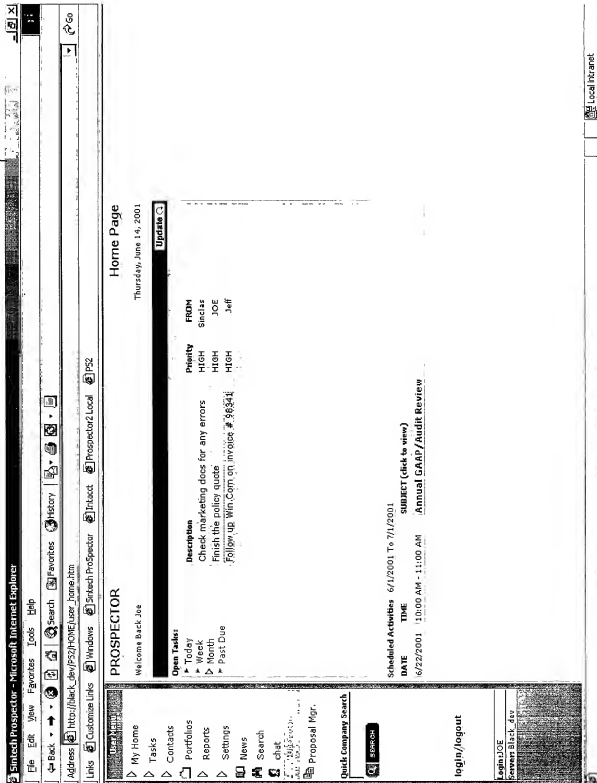 Sintech Prospector - Microsoft Internet Explorer
File Edit View Favorites Tools Help
Back Search Favorites History
Address http://black_dev/PS2/HOME/user_home.htm Go
Links Customize Links Windows Sintech ProSpector Intacct Prospector2 Local PS2
User Menu
My Home
Tasks
Contacts
Portfolios
Reports
Settings
News
Search
chat
Proposal Mgr.
Quick Company Search
SEARCH
login/logout
Login: JOE
Server: Black_dev
PROSPECTOR Home Page
Welcome Back Joe Thursday, June 14, 2001
Update
Open Tasks:
Today
Week
Month
Past Due
Description Priority FROM
Check marketing docs for any errors HIGH Sinclas
Finish the policy quote HIGH JOE
Follow up Win.Com on invoice # 98341 HIGH Jeff
Scheduled Activities 6/1/2001 To 7/1/2001
DATE TIME SUBJECT (click to view)
6/22/2001 10:00 AM - 11:00 AM Annual GAAP/Audit Review
Local intranet